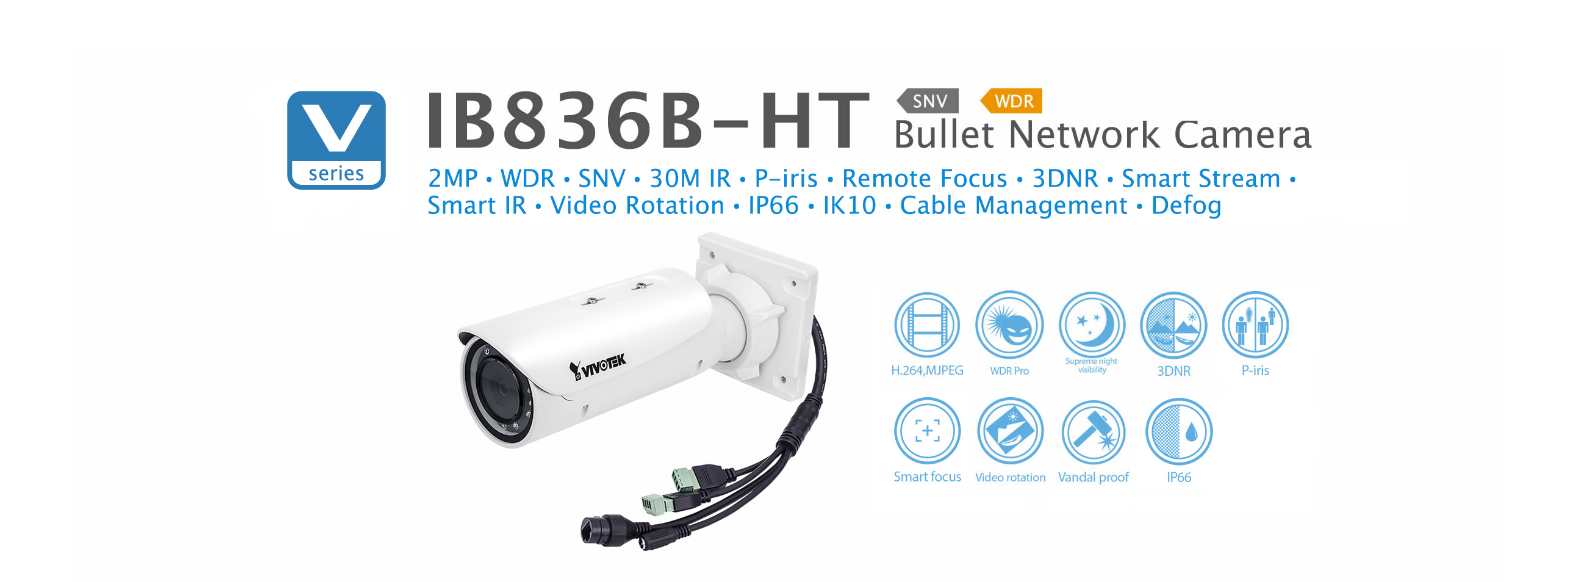 V
series
IB836B-HT
SNV
WDR
Bullet Network Camera
2MP • WDR • SNV • 30M IR • P-iris • Remote Focus • 3DNR • Smart Stream •
Smart IR • Video Rotation • IP66 • IK10 • Cable Management • Defog
VIVOTEK
H.264,MJPEG
WDR Pro
Supreme night
visibility
3DNR
P-iris
Smart focus
Video rotation
Vandal proof
IP66